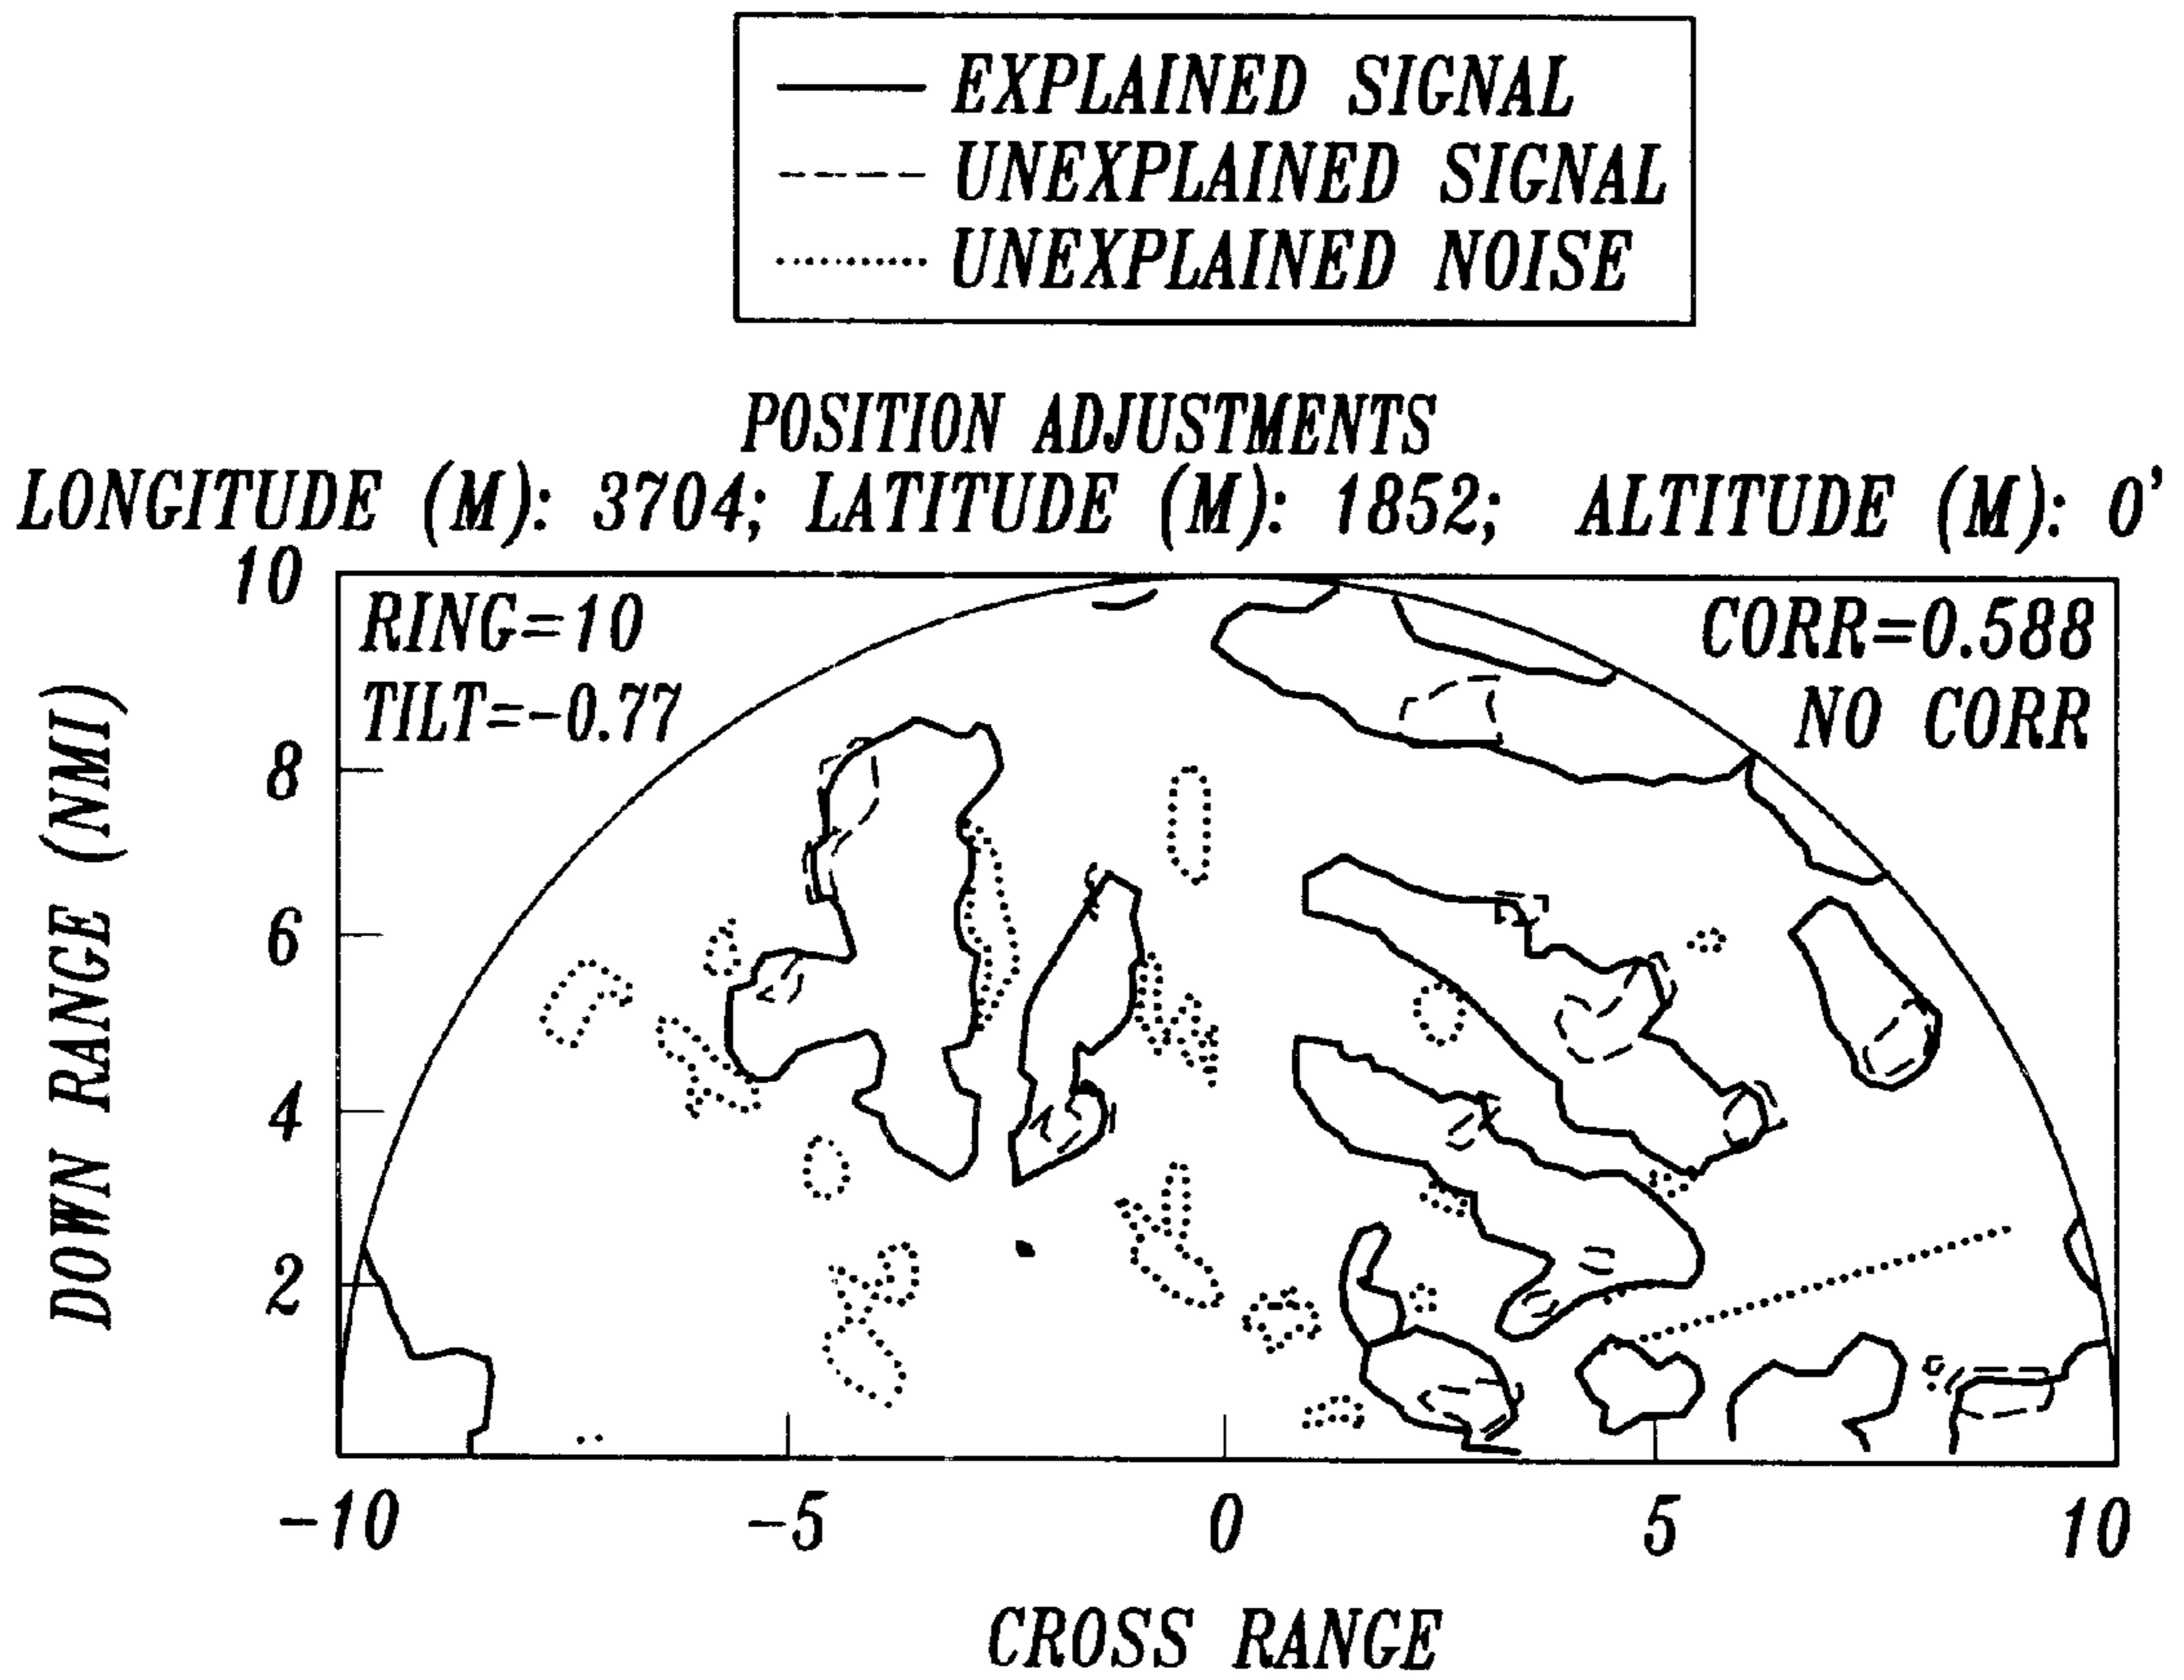 EXPLAINED SIGNAL
UNEXPLAINED SIGNAL
UNEXPLAINED NOISE
POSITION ADJUSTMENTS
LONGITUDE (M): 3704; LATITUDE (M): 1852; ALTITUDE (M): 0'
RING=10
TILT=-0.77
CORR=0.588
NO CORR
DOWN RANGE (NMI)
10
8
6
4
2
-10
-5
0
5
10
CROSS RANGE